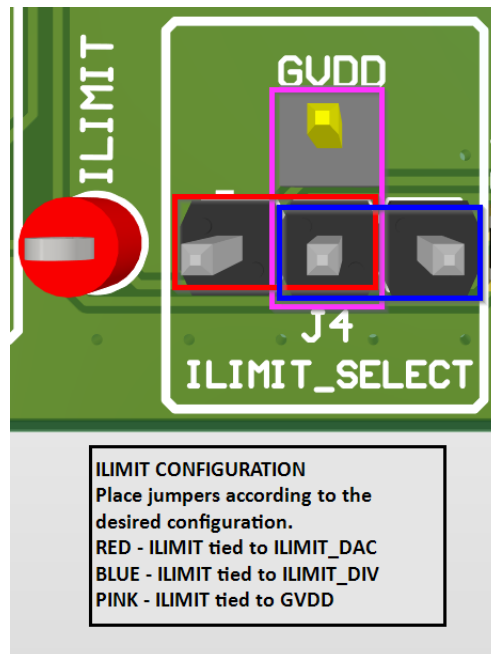 ILIMIT
GVDD
J4
ILIMIT_SELECT
ILIMIT CONFIGURATION
Place jumpers according to the
desired configuration.
RED - ILIMIT tied to ILIMIT_DAC
BLUE - ILIMIT tied to ILIMIT_DIV
PINK - ILIMIT tied to GVDD